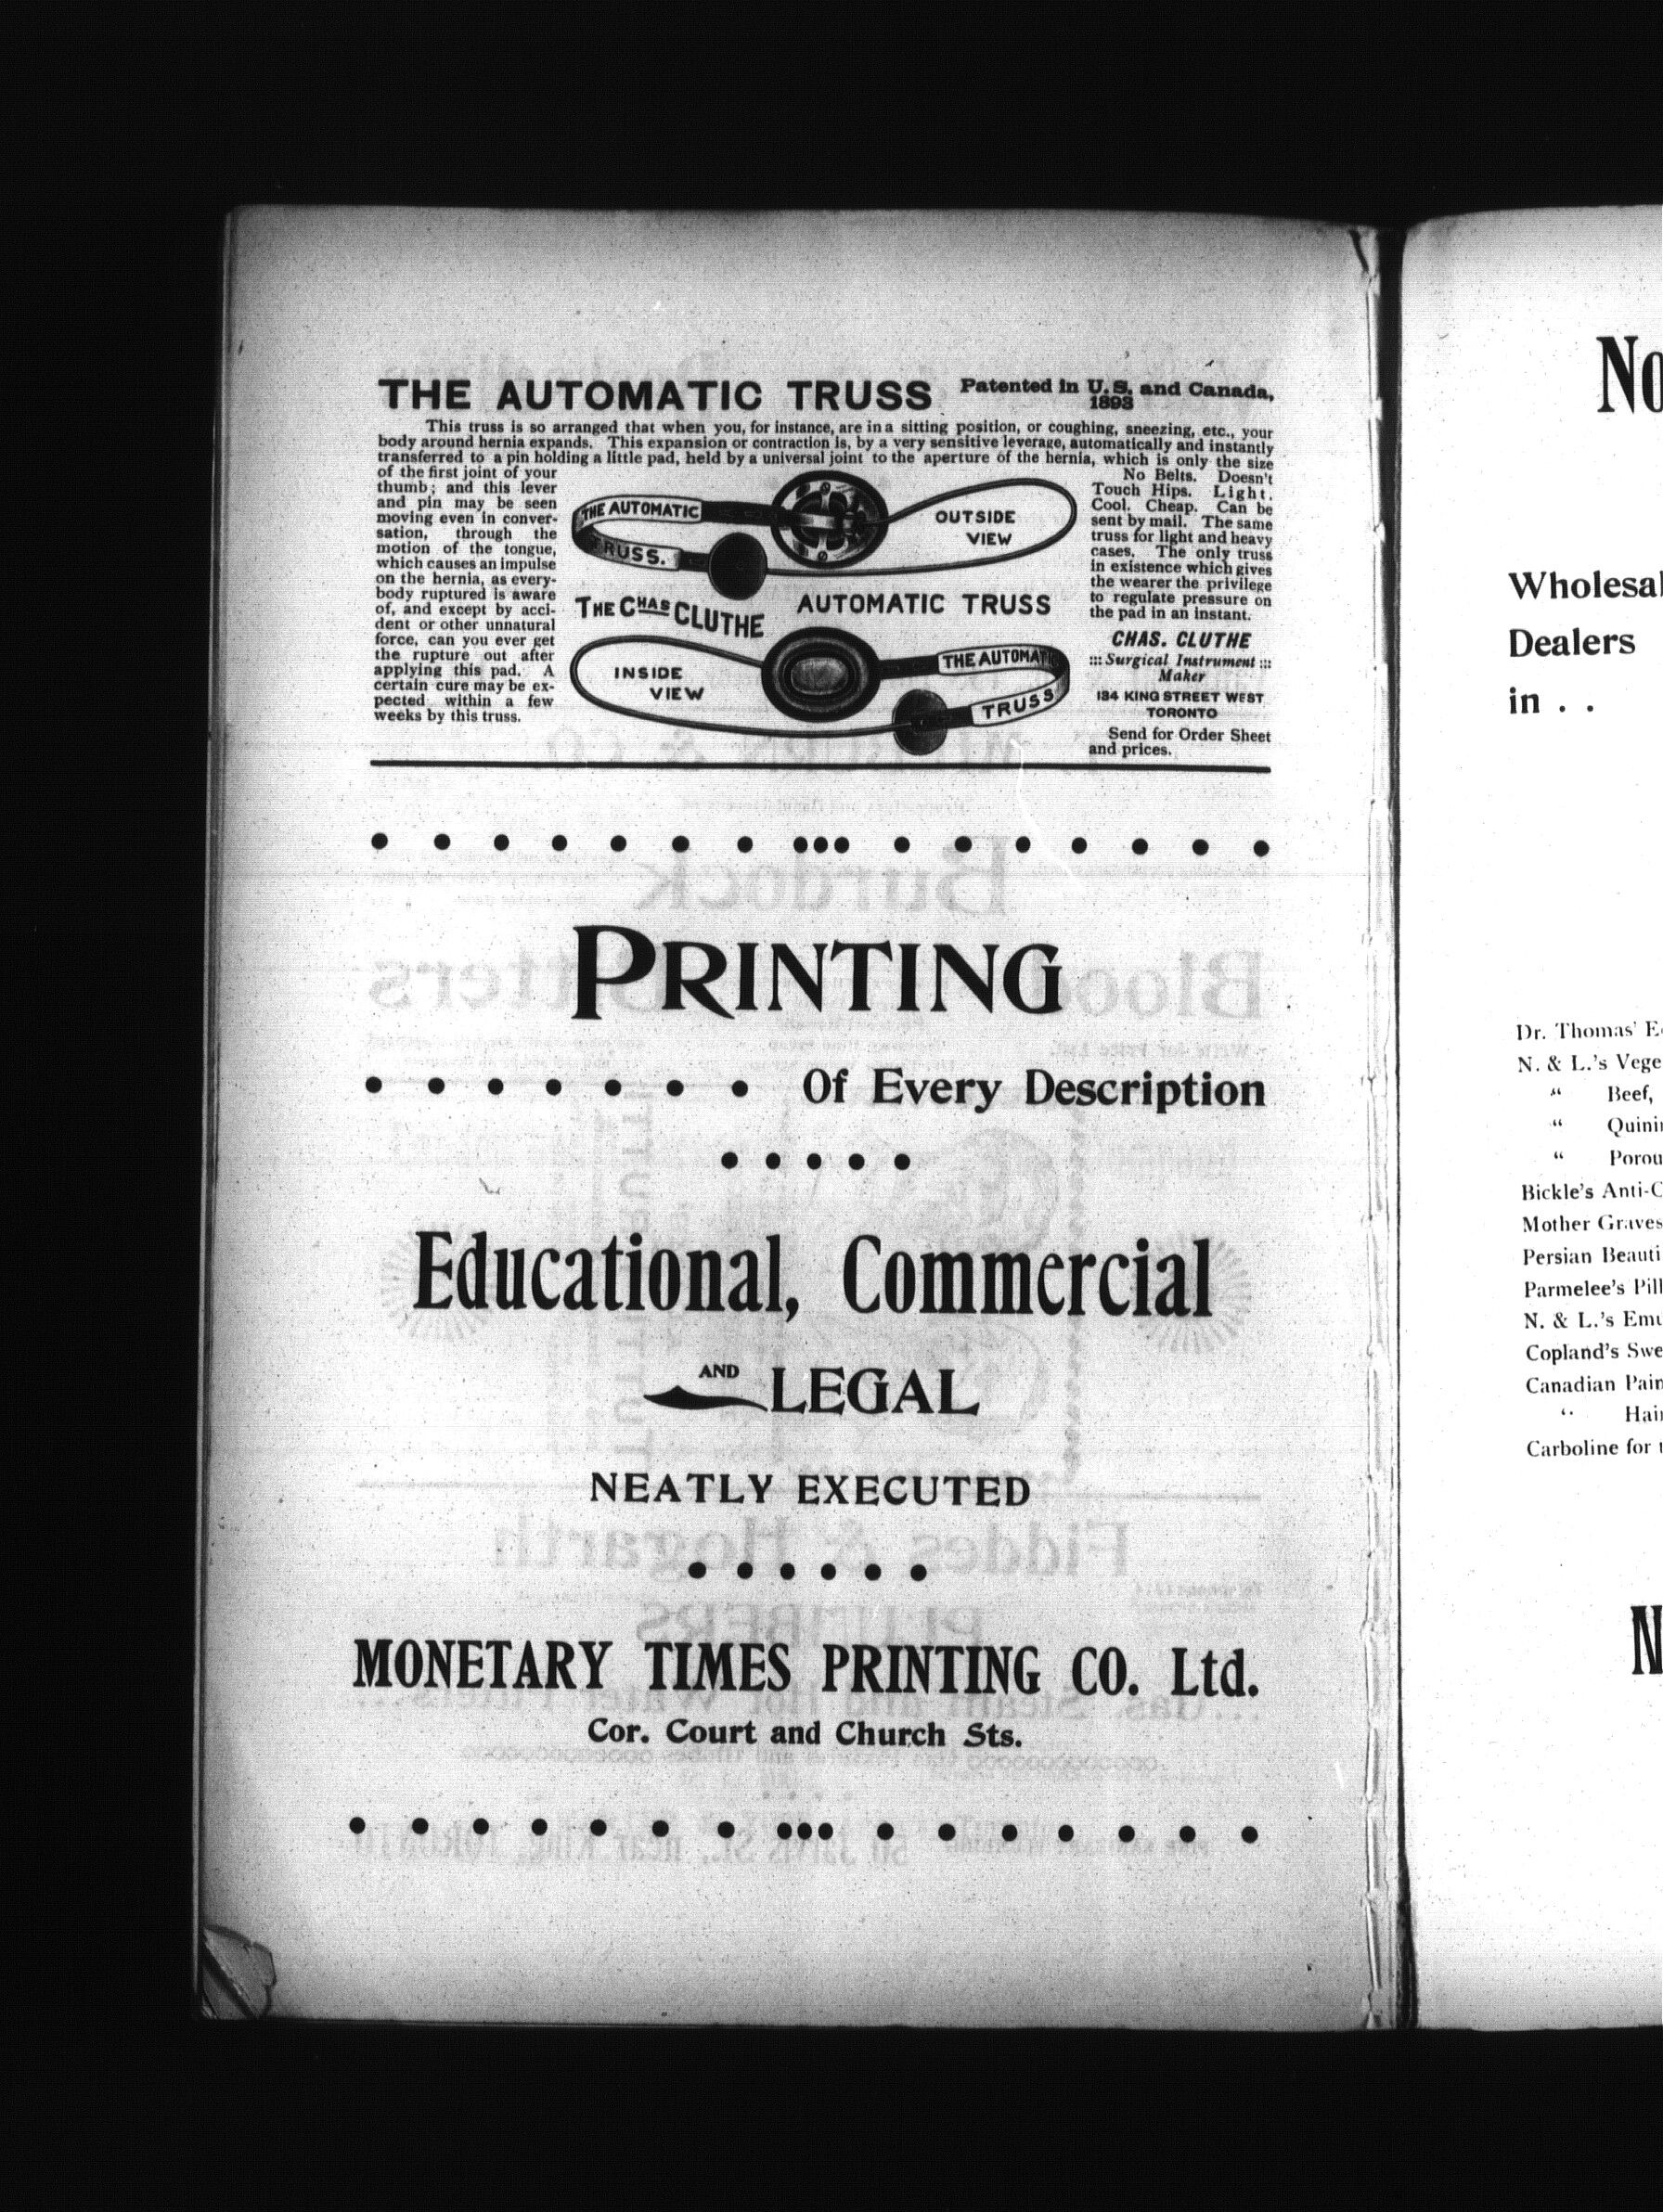 THE AUTOMATIC TRUSS Patented in U.S. and Canada,
1893
This truss is so arranged that when you, for instance, are in a sitting position, or coughing, sneezing, etc., your
body around hernia expands. This expansion or contraction is, by a very sensitive leverage, automatically and instantly
transferred to a pin holding a little pad, held by a universal joint to the aperture of the hernia, which is only the size
of the first joint of your
thumb; and this lever
and pin may be seen
moving even in conver-
sation, through the
motion of the tongue,
which causes an impulse
on the hernia, as every-
body ruptured is aware
of, and except by acci-
dent or other unnatural
force, can you ever get
the rupture out after
applying this pad. A
certain cure may be ex-
pected within a few
weeks by this truss.
THE AUTOMATIC
TRUSS.
OUTSIDE
VIEW
THE CHAS CLUTHE AUTOMATIC TRUSS
INSIDE
VIEW
THE AUTOMATI
TRUSS
No Belts. Doesn't
Touch Hips. Light.
Cool. Cheap. Can be
sent by mail. The same
truss for light and heavy
cases. The only truss
in existence which gives
the wearer the privilege
to regulate pressure on
the pad in an instant.
CHAS. CLUTHE
::: Surgical Instrument :::
Maker
134 KING STREET WEST
TORONTO
Send for Order Sheet
and prices.
PRINTING
Of Every Description
Educational, Commercial
AND LEGAL
NEATLY EXECUTED
MONETARY TIMES PRINTING CO. Ltd.
Cor. Court and Church Sts.
No
Wholesal
Dealers
in . .
Dr. Thomas' E
N. & L.'s Vege
" Beef,
" Quini
" Porou
Bickle's Anti-C
Mother Graves
Persian Beauti
Parmelee's Pill
N. & L.'s Emu
Copland's Swe
Canadian Pain
" Hair
Carboline for t
N